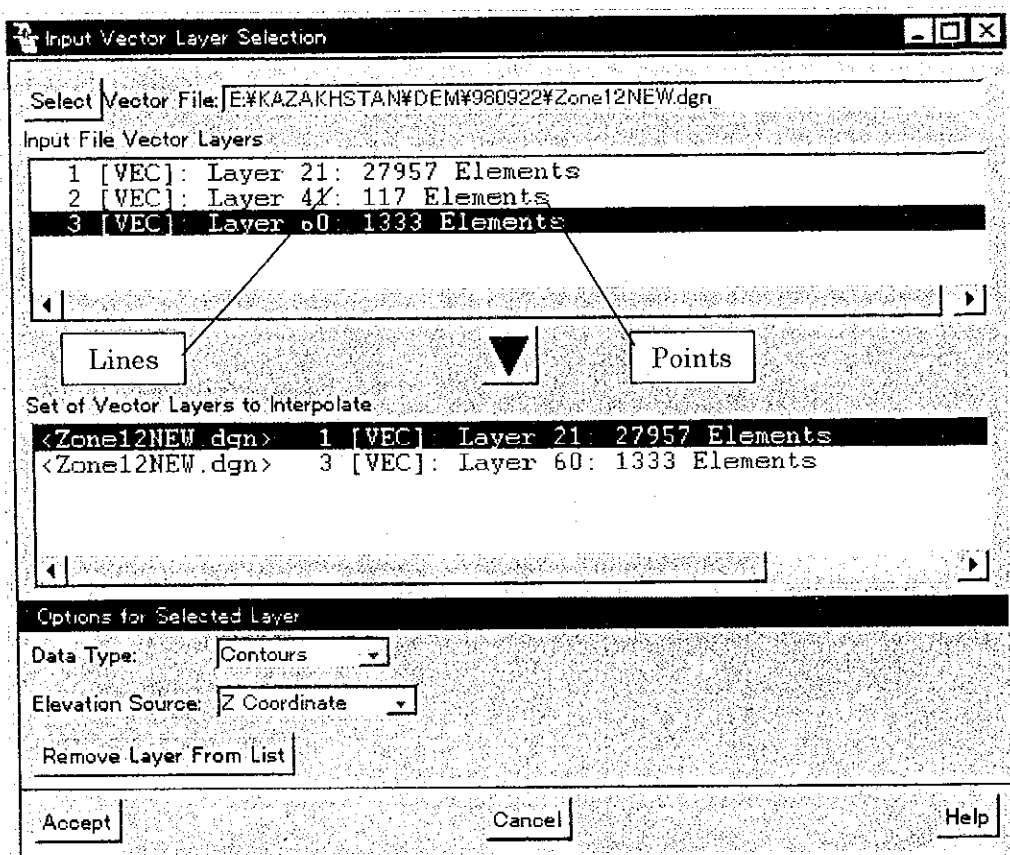 Input Vector Layer Selection
Select Vector File: E:¥KAZAKHSTAN¥DEM¥980922¥Zone12NEW.dgn
Input File Vector Layers
1 [VEC]: Layer 21: 27957 Elements
2 [VEC]: Layer 41: 117 Elements
3 [VEC]: Layer 60: 1333 Elements
Lines
Points
Set of Vector Layers to Interpolate
<Zone12NEW.dgn> 1 [VEC]: Layer 21: 27957 Elements
<Zone12NEW.dgn> 3 [VEC]: Layer 60: 1333 Elements
Options for Selected Layer
Data Type: Contours
Elevation Source: Z Coordinate
Remove Layer From List
Accept Cancel Help